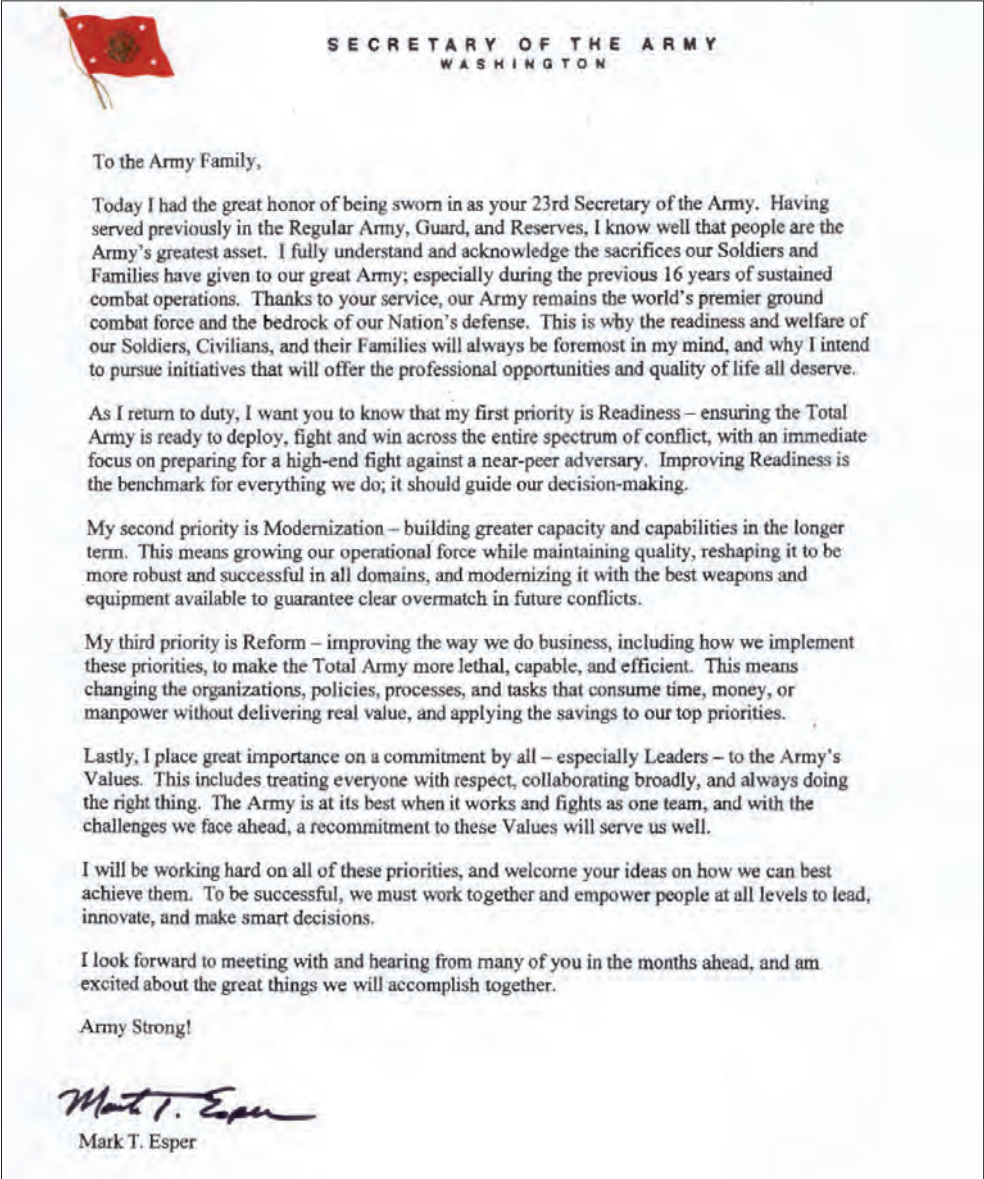 SECRETARY OF THE ARMY
WASHINGTON
To the Army Family,
Today I had the great honor of being sworn in as your 23rd Secretary of the Army. Having
served previously in the Regular Army, Guard, and Reserves, I know well that people are the
Army's greatest asset. I fully understand and acknowledge the sacrifices our Soldiers and
Families have given to our great Army; especially during the previous 16 years of sustained
combat operations. Thanks to your service, our Army remains the world's premier ground
combat force and the bedrock of our Nation's defense. This is why the readiness and welfare of
our Soldiers, Civilians, and their Families will always be foremost in my mind, and why I intend
to pursue initiatives that will offer the professional opportunities and quality of life all deserve.
As I return to duty, I want you to know that my first priority is Readiness – ensuring the Total
Army is ready to deploy, fight and win across the entire spectrum of conflict, with an immediate
focus on preparing for a high-end fight against a near-peer adversary. Improving Readiness is
the benchmark for everything we do; it should guide our decision-making.
My second priority is Modernization – building greater capacity and capabilities in the longer
term. This means growing our operational force while maintaining quality, reshaping it to be
more robust and successful in all domains, and modernizing it with the best weapons and
equipment available to guarantee clear overmatch in future conflicts.
My third priority is Reform – improving the way we do business, including how we implement
these priorities, to make the Total Army more lethal, capable, and efficient. This means
changing the organizations, policies, processes, and tasks that consume time, money, or
manpower without delivering real value, and applying the savings to our top priorities.
Lastly, I place great importance on a commitment by all – especially Leaders – to the Army's
Values. This includes treating everyone with respect, collaborating broadly, and always doing
the right thing. The Army is at its best when it works and fights as one team, and with the
challenges we face ahead, a recommitment to these Values will serve us well.
I will be working hard on all of these priorities, and welcome your ideas on how we can best
achieve them. To be successful, we must work together and empower people at all levels to lead,
innovate, and make smart decisions.
I look forward to meeting with and hearing from many of you in the months ahead, and am
excited about the great things we will accomplish together.
Army Strong!
Mark T. Esper
Mark T. Esper